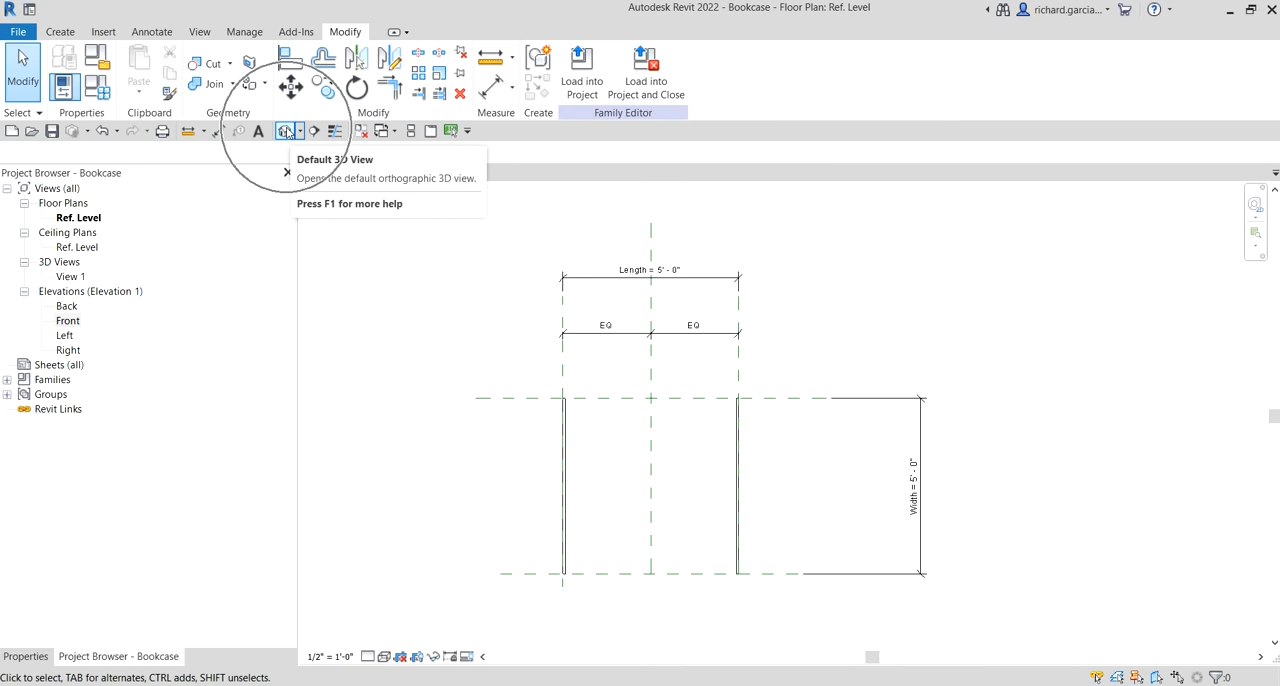 Autodesk Revit 2022 - Bookcase - Floor Plan: Ref. Level
richard.garcia...
File Create Insert Annotate View Manage Add-Ins Modify
Modify
Paste
Cut
Join
Load into
Project
Load into
Project and Close
Select Properties Clipboard Geometry Modify Measure Create Family Editor
Default 3D View
Opens the default orthographic 3D view.
Press F1 for more help
Project Browser - Bookcase
Views (all)
Floor Plans
Ref. Level
Ceiling Plans
Ref. Level
3D Views
View 1
Elevations (Elevation 1)
Back
Front
Left
Right
Sheets (all)
Families
Groups
Revit Links
Length = 5' - 0"
EQ EQ
Width = 5' - 0"
Properties Project Browser - Bookcase
1/2" = 1'-0"
Click to select, TAB for alternates, CTRL adds, SHIFT unselects.
:0